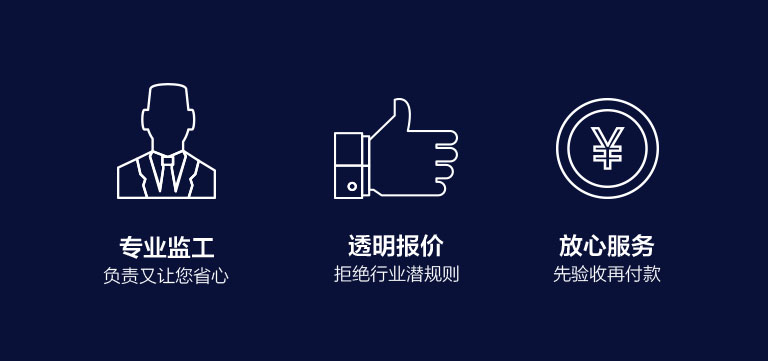 ¥
专业监工
负责又让您省心
透明报价
拒绝行业潜规则
放心服务
先验收再付款